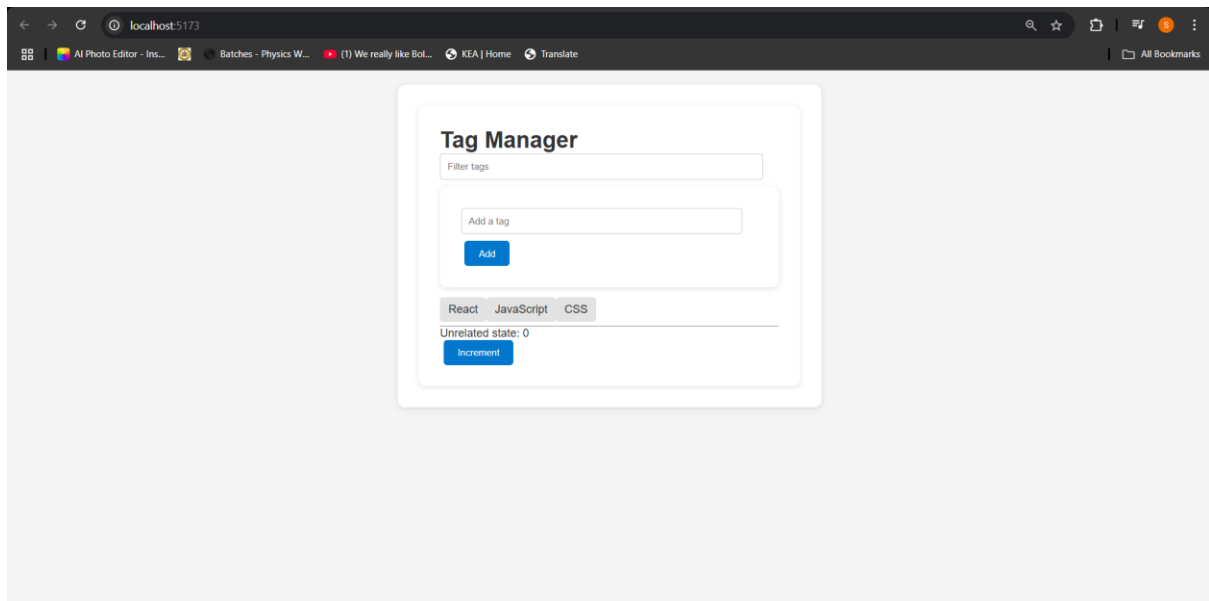 localhost:5173
S
AI Photo Editor - Ins... Batches - Physics W... (1) We really like Bol... KEA | Home Translate All Bookmarks
Tag Manager
Filter tags
Add a tag
Add
React JavaScript CSS
Unrelated state: 0
Increment